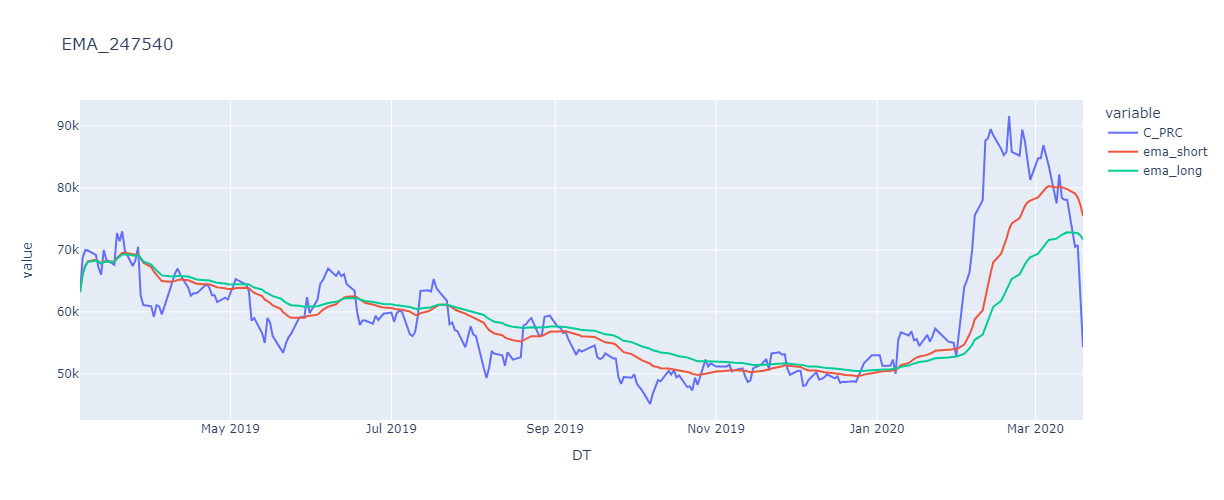 EMA_247540
variable
C_PRC
ema_short
ema_long
value
90k
80k
70k
60k
50k
May 2019
Jul 2019
Sep 2019
Nov 2019
Jan 2020
Mar 2020
DT